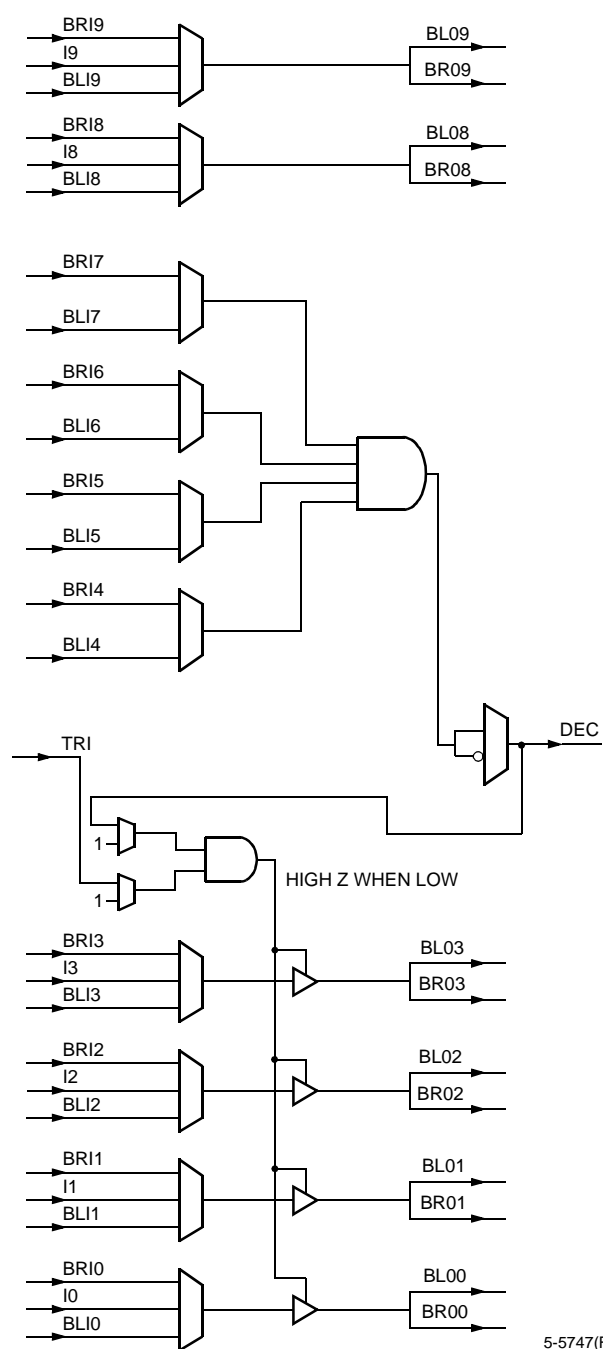 BRI9
I9
BLI9
BL09
BR09
BRI8
I8
BLI8
BL08
BR08
BRI7
BLI7
BRI6
BLI6
BRI5
BLI5
BRI4
BLI4
DEC
TRI
1
1
HIGH Z WHEN LOW
BRI3
I3
BLI3
BL03
BR03
BRI2
I2
BLI2
BL02
BR02
BRI1
I1
BLI1
BL01
BR01
BRI0
I0
BLI0
BL00
BR00
5-5747(F